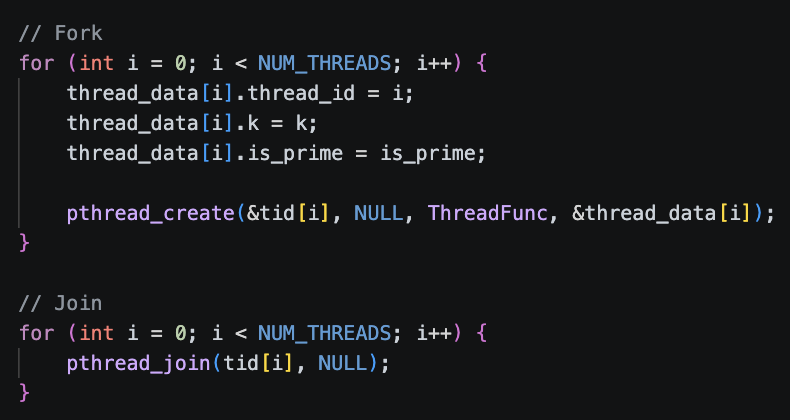 // Fork
for (int i = 0; i < NUM_THREADS; i++) {
    thread_data[i].thread_id = i;
    thread_data[i].k = k;
    thread_data[i].is_prime = is_prime;

    pthread_create(&tid[i], NULL, ThreadFunc, &thread_data[i]);
}

// Join
for (int i = 0; i < NUM_THREADS; i++) {
    pthread_join(tid[i], NULL);
}